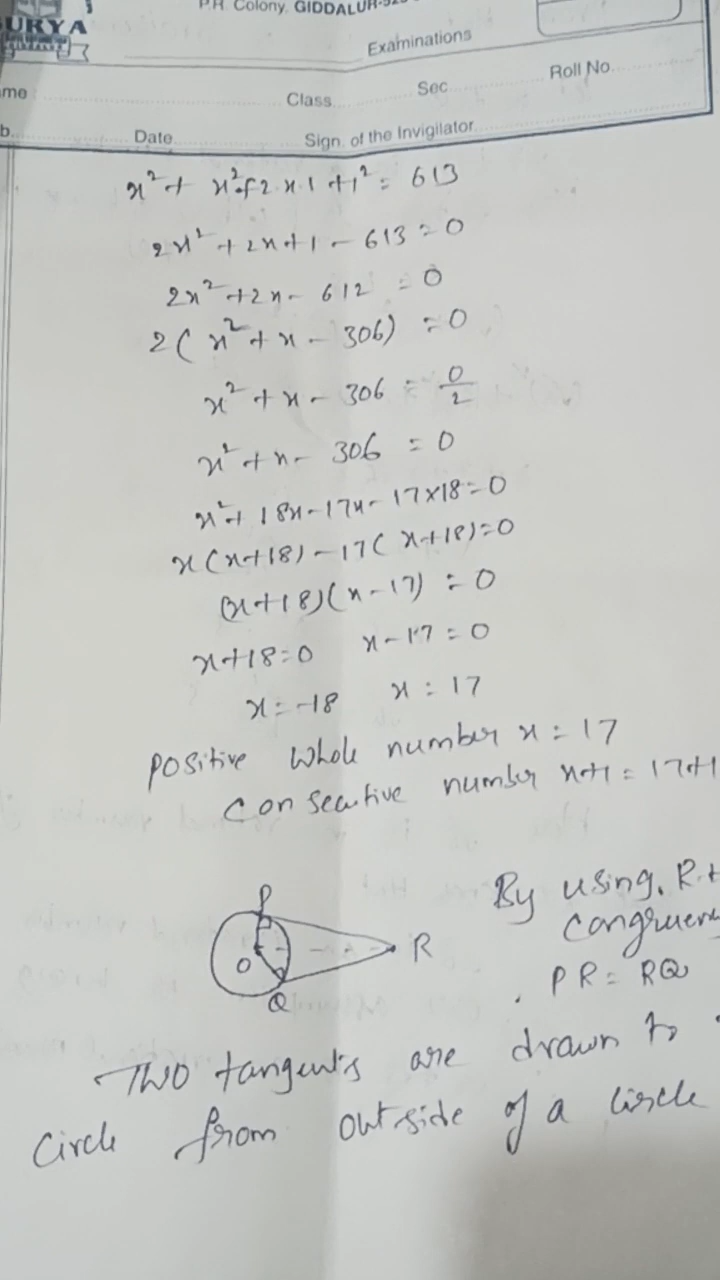 URYA
P.R. Colony, GIDDALUR-523
Examinations
me
Class
Sec
Roll No.
b.
Date
Sign. of the Invigilator
x² + x² + 2·x·1 + 1² = 613
2x² + 2x + 1 - 613 = 0
2x² + 2x - 612 = 0
2(x² + x - 306) = 0
x² + x - 306 = 0/2
x² + x - 306 = 0
x² + 18x - 17x - 17×18 = 0
x(x+18) - 17(x+18) = 0
(x+18)(x-17) = 0
x+18=0 x-17=0
x=-18 x=17
positive whole number x = 17
consecutive number x+1 = 17+1
P
By using, R.
congruen
O
R
PR = RQ
Q
Two tangents are drawn to
circle from outside of a circle